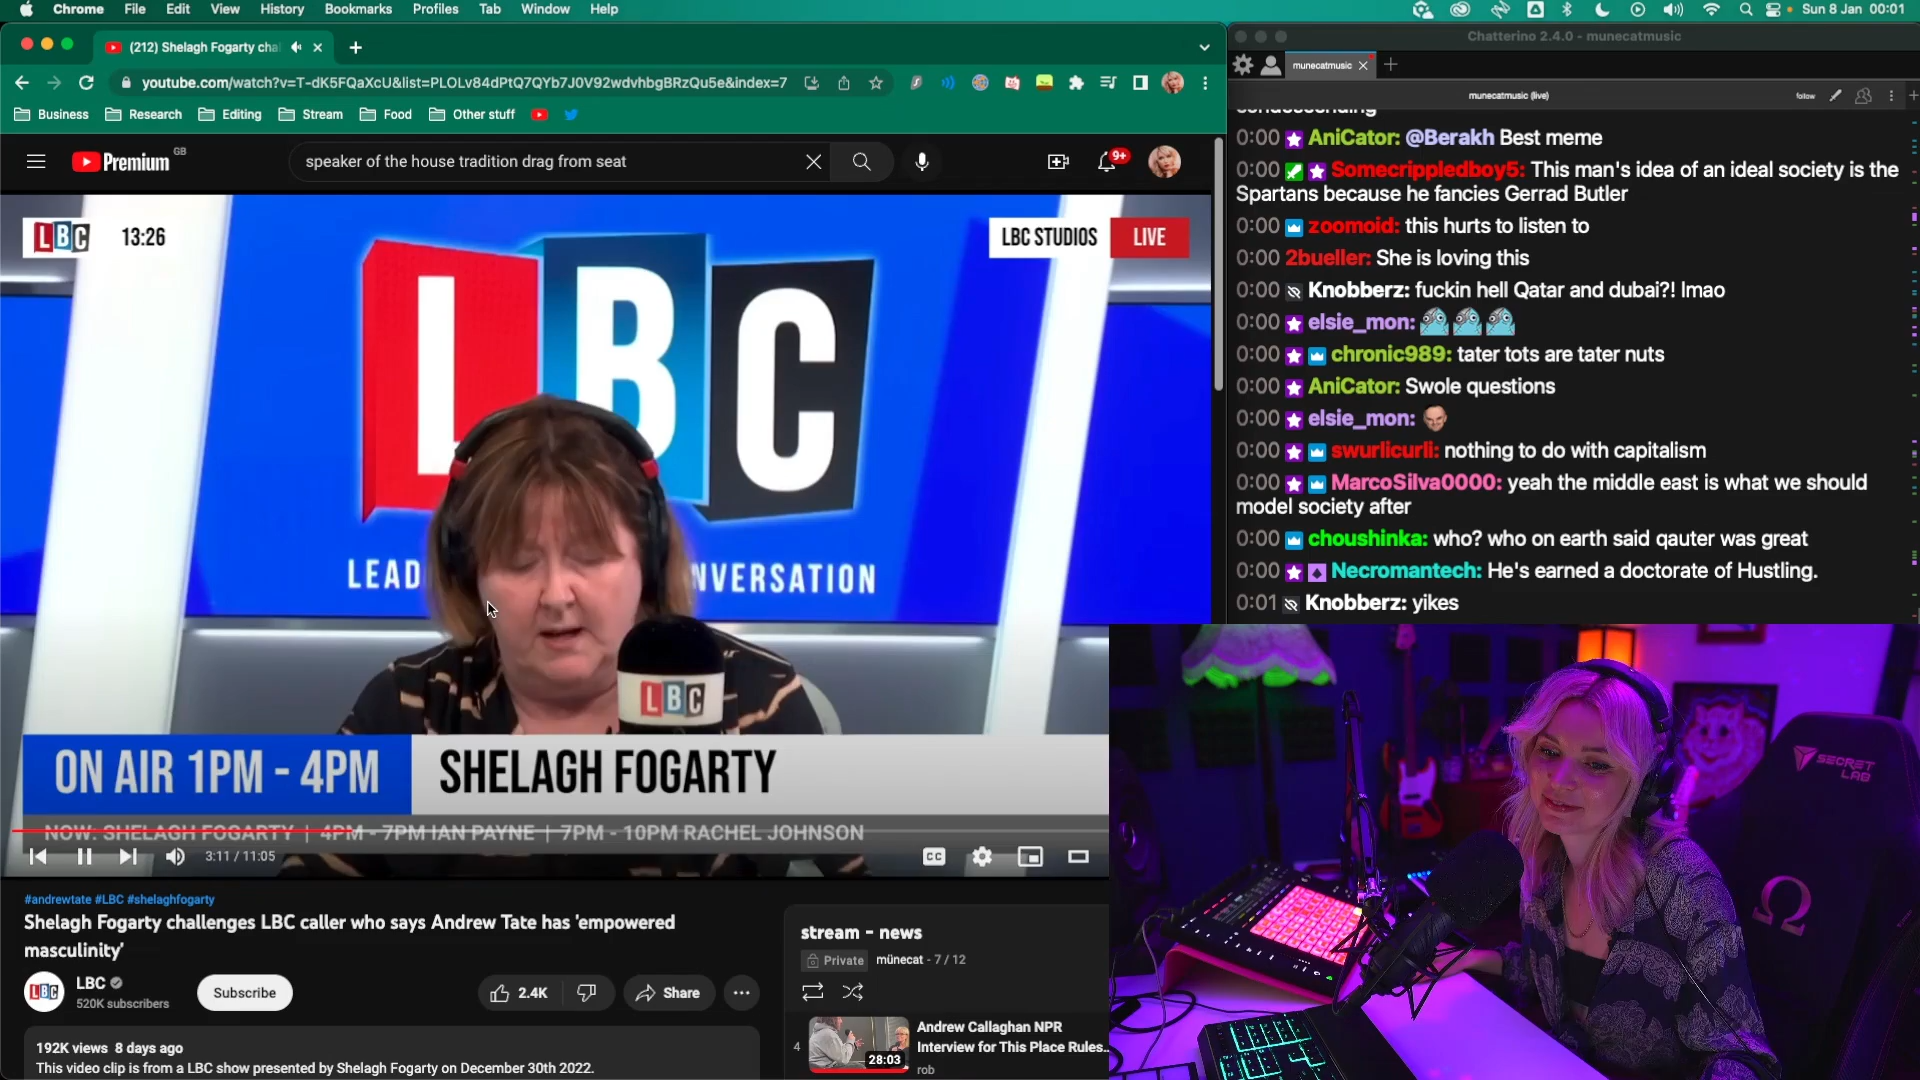 Chrome File Edit View History Bookmarks Profiles Tab Window Help
Sun 8 Jan 00:01
(212) Shelagh Fogarty cha
youtube.com/watch?v=T-dK5FQaXcU&list=PLOLv84dPtQ7QYb7J0V92wdvhbgBRzQu5e&index=7
Business Research Editing Stream Food Other stuff
Premium GB
speaker of the house tradition drag from seat
9+
LBC 13:26
LBC STUDIOS LIVE
LBC
LEAD NVERSATION
LBC
ON AIR 1PM - 4PM SHELAGH FOGARTY
NOW: SHELAGH FOGARTY | 4PM - 7PM IAN PAYNE | 7PM - 10PM RACHEL JOHNSON
3:11 / 11:05
CC
#andrewtate #LBC #shelaghfogarty
Shelagh Fogarty challenges LBC caller who says Andrew Tate has 'empowered
masculinity'
LBC
LBC
520K subscribers
Subscribe
2.4K
Share
192K views 8 days ago
This video clip is from a LBC show presented by Shelagh Fogarty on December 30th 2022.
stream - news
Private münecat - 7 / 12
4
28:03
Andrew Callaghan NPR
Interview for This Place Rules...
rob
Chatterino 2.4.0 - munecatmusic
munecatmusic
munecatmusic (live)
follow
condescending
0:00 AniCator: @Berakh Best meme
0:00 Somecrippledboy5: This man's idea of an ideal society is the
Spartans because he fancies Gerrad Butler
0:00 zoomoid: this hurts to listen to
0:00 2bueller: She is loving this
0:00 Knobberz: fuckin hell Qatar and dubai?! lmao
0:00 elsie_mon:
0:00 chronic989: tater tots are tater nuts
0:00 AniCator: Swole questions
0:00 elsie_mon:
0:00 swurlicurli: nothing to do with capitalism
0:00 MarcoSilva0000: yeah the middle east is what we should
model society after
0:00 choushinka: who? who on earth said qauter was great
0:00 Necromantech: He's earned a doctorate of Hustling.
0:01 Knobberz: yikes
SECRET
LAB